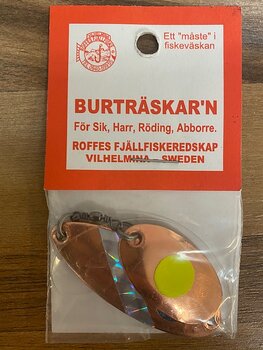 Ett "måste" i
fiskeväskan
BURTRÄSKAR'N
För Sik, Harr, Röding, Abborre.
ROFFES FJÄLLFISKEREDSKAP
VILHELMINA – SWEDEN